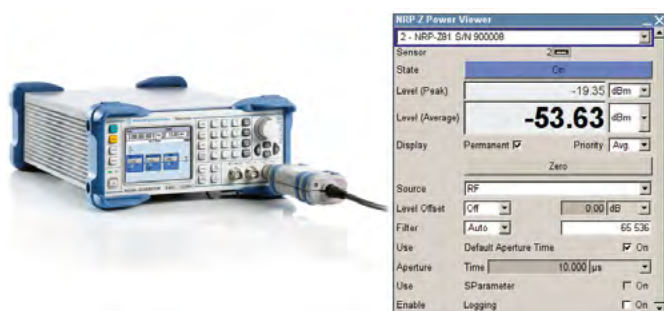 NRP-Z Power Viewer
2 - NRP-Z81 S/N 900008
Sensor 2
State On
Level (Peak) -19.35 dBm
Level (Average) -53.63 dBm
Display Permanent Priority Avg.
Zero
Source RF
Level Offset Off 0.00 dB
Filter Auto 65 536
Use Default Aperture Time On
Aperture Time 10.000 µs
Use SParameter On
Enable Logging On